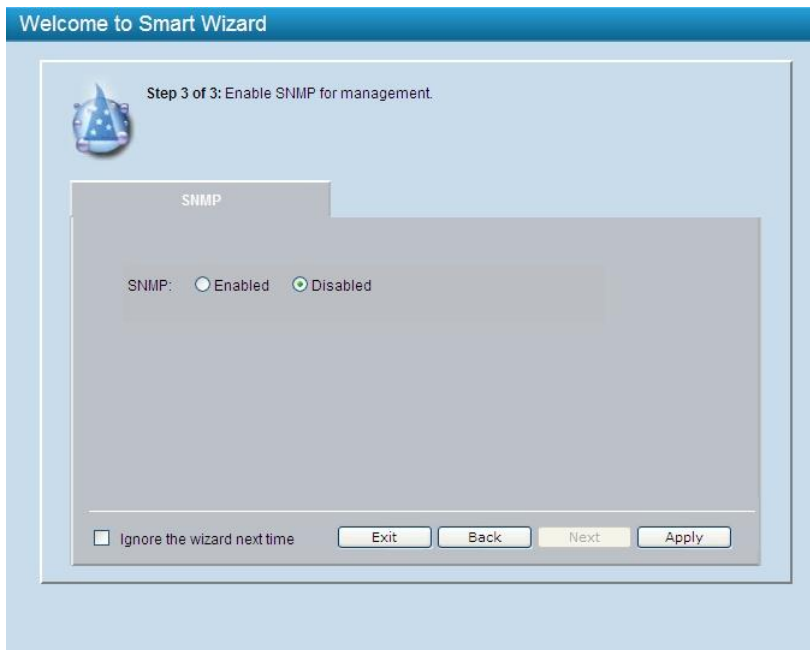 Welcome to Smart Wizard
Step 3 of 3: Enable SNMP for management.
SNMP
SNMP: Enabled Disabled
Ignore the wizard next time Exit Back Next Apply